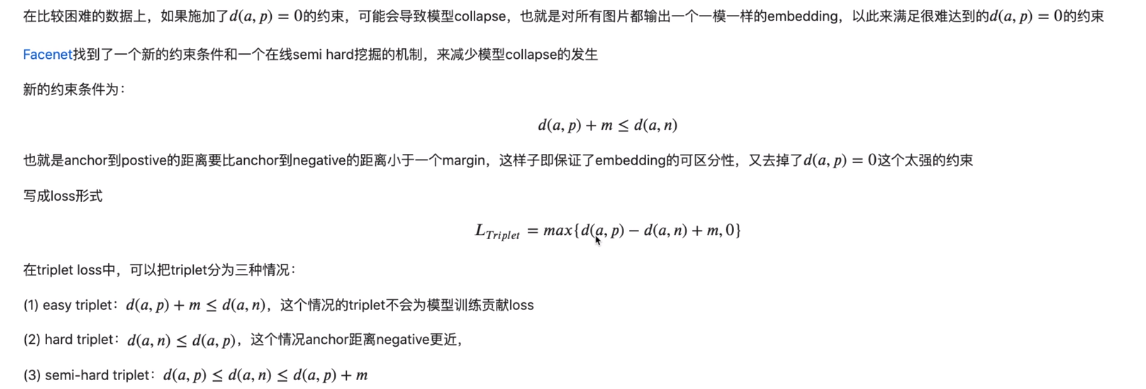 在比较困难的数据上，如果施加了d(a, p) = 0的约束，可能会导致模型collapse，也就是对所有图片都输出一个一模一样的embedding，以此来满足很难达到的d(a, p) = 0的约束
Facenet找到了一个新的约束条件和一个在线semi hard挖掘的机制，来减少模型collapse的发生
新的约束条件为：
d(a, p) + m ≤ d(a, n)
也就是anchor到postive的距离要比anchor到negative的距离小于一个margin，这样子即保证了embedding的可区分性，又去掉了d(a, p) = 0这个太强的约束
写成loss形式
L_{Triplet} = max{d(a, p) − d(a, n) + m, 0}
在triplet loss中，可以把triplet分为三种情况：
(1) easy triplet：d(a, p) + m ≤ d(a, n)，这个情况的triplet不会为模型训练贡献loss
(2) hard triplet：d(a, n) ≤ d(a, p)，这个情况anchor距离negative更近，
(3) semi-hard triplet：d(a, p) ≤ d(a, n) ≤ d(a, p) + m